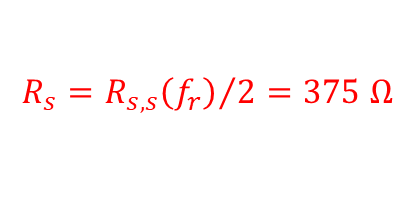 R_s = R_{s,s}(f_r)/2 = 375 Ω